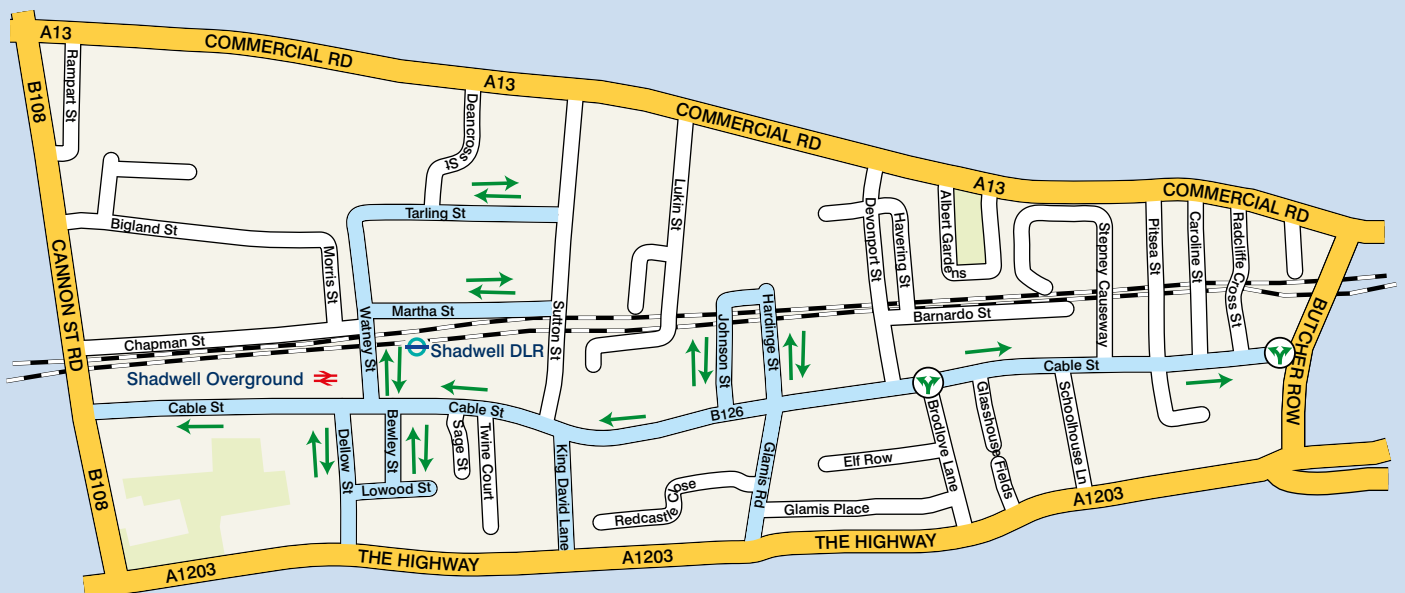 A13
COMMERCIAL RD
A13
COMMERCIAL RD
A13
COMMERCIAL RD
B108
Rampart St
Deancross St
Lukin St
Devonport St
Havering St
Albert Gardens
Stepney Causeway
Pitsea St
Caroline St
Radcliffe Cross St
Tarling St
Bigland St
Morris St
CANNON ST RD
Watney St
Martha St
Sutton St
Johnson St
Hardinge St
Barnardo St
BUTCHER ROW
Chapman St
Shadwell DLR
Shadwell Overground
Cable St
Cable St
Cable St
B126
B108
Dellow St
Bewley St
Sage St
Twine Court
King David Lane
Glamis Rd
Brodlove Lane
Glasshouse Fields
Schoolhouse Ln
Elf Row
Lowood St
Redcastle Close
Glamis Place
A1203
THE HIGHWAY
A1203
THE HIGHWAY
A1203